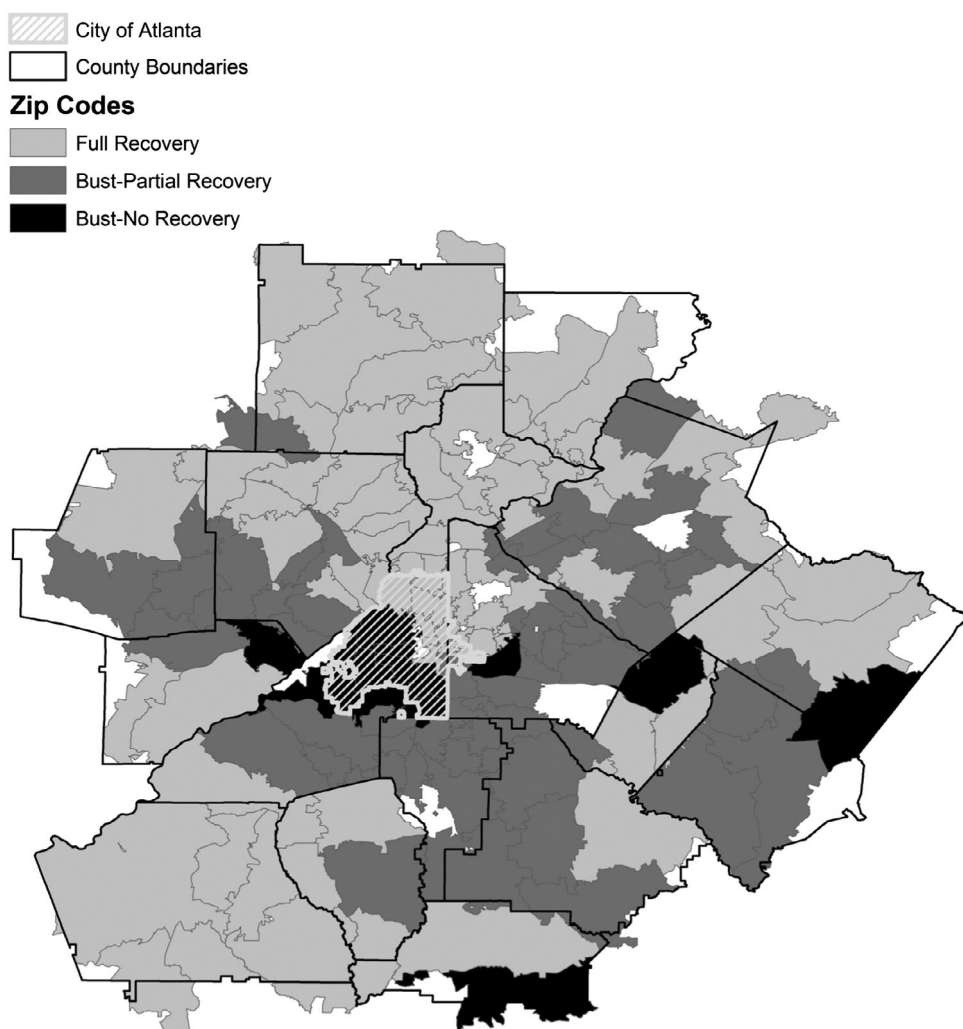 City of Atlanta
County Boundaries
Zip Codes
Full Recovery
Bust-Partial Recovery
Bust-No Recovery